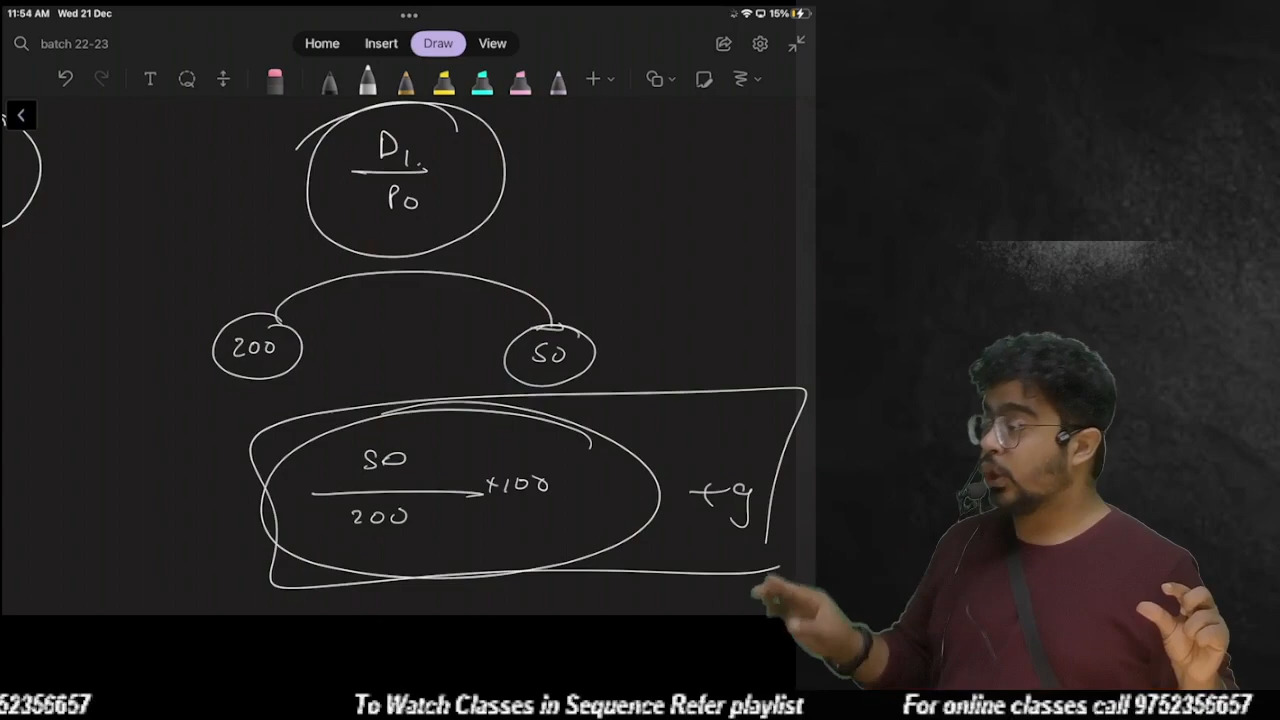 11:54 AM Wed 21 Dec
15%
batch 22-23
Home Insert Draw View
D1.
P0
200
50
50
×100
200
+g
52356657 To Watch Classes in Sequence Refer playlist For online classes call 9752356657